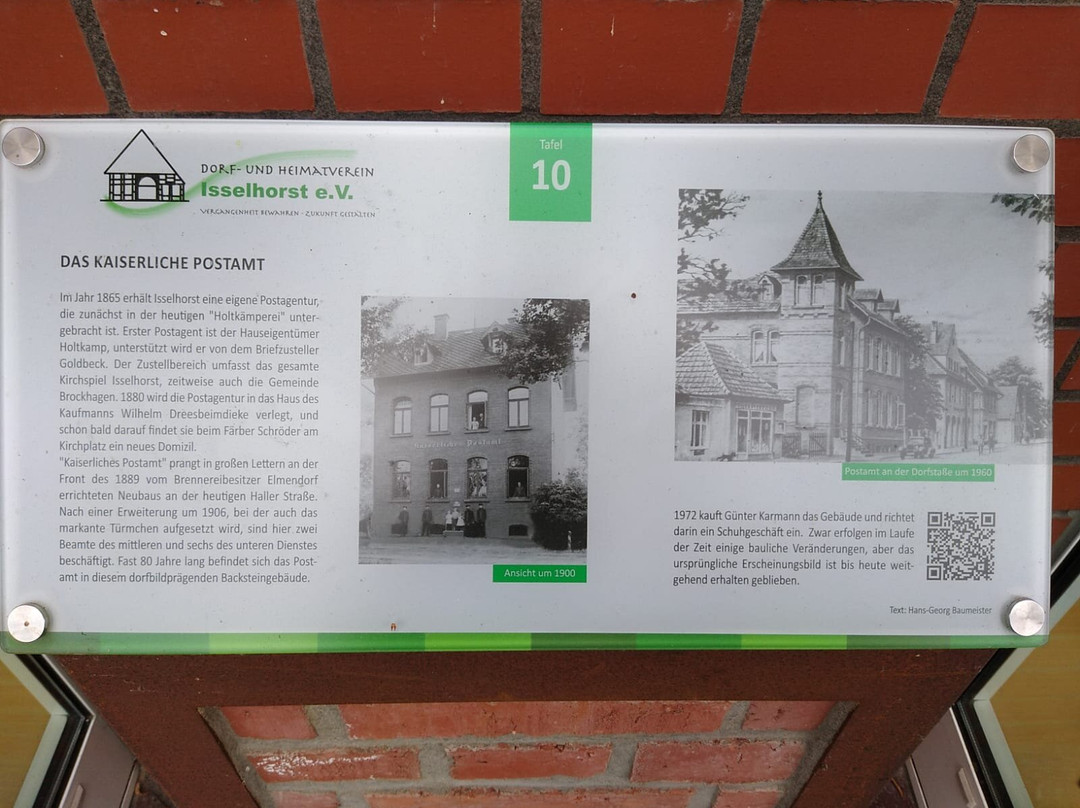 DORF- UND HEIMATVEREIN
Isselhorst e.V.
VERGANGENHEIT BEWAHREN - ZUKUNFT GESTALTEN
Tafel
10
DAS KAISERLICHE POSTAMT
Im Jahr 1865 erhält Isselhorst eine eigene Postagentur,
die zunächst in der heutigen "Holtkämperei" unter-
gebracht ist. Erster Postagent ist der Hauseigentümer
Holtkamp, unterstützt wird er von dem Briefzusteller
Goldbeck. Der Zustellbereich umfasst das gesamte
Kirchspiel Isselhorst, zeitweise auch die Gemeinde
Brockhagen. 1880 wird die Postagentur in das Haus des
Kaufmanns Wilhelm Dreesbeimdieke verlegt, und
schon bald darauf findet sie beim Färber Schröder am
Kirchplatz ein neues Domizil.
"Kaiserliches Postamt" prangt in großen Lettern an der
Front des 1889 vom Brennereibesitzer Elmendorf
errichteten Neubaus an der heutigen Haller Straße.
Nach einer Erweiterung um 1906, bei der auch das
markante Türmchen aufgesetzt wird, sind hier zwei
Beamte des mittleren und sechs des unteren Dienstes
beschäftigt. Fast 80 Jahre lang befindet sich das Post-
amt in diesem dorfbildprägenden Backsteingebäude.
Kaiserliches Postamt
Ansicht um 1900
Postamt an der Dorfstaße um 1960
1972 kauft Günter Karmann das Gebäude und richtet
darin ein Schuhgeschäft ein. Zwar erfolgen im Laufe
der Zeit einige bauliche Veränderungen, aber das
ursprüngliche Erscheinungsbild ist bis heute weit-
gehend erhalten geblieben.
Text: Hans-Georg Baumeister